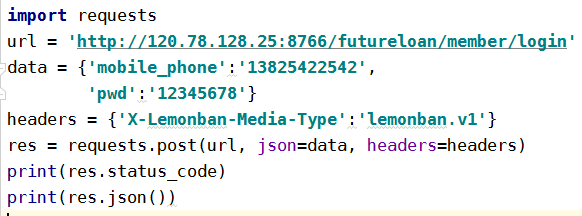 import requests
url = 'http://120.78.128.25:8766/futureloan/member/login'
data = {'mobile_phone':'13825422542',
'pwd':'12345678'}
headers = {'X-Lemonban-Media-Type':'lemonban.v1'}
res = requests.post(url, json=data, headers=headers)
print(res.status_code)
print(res.json())